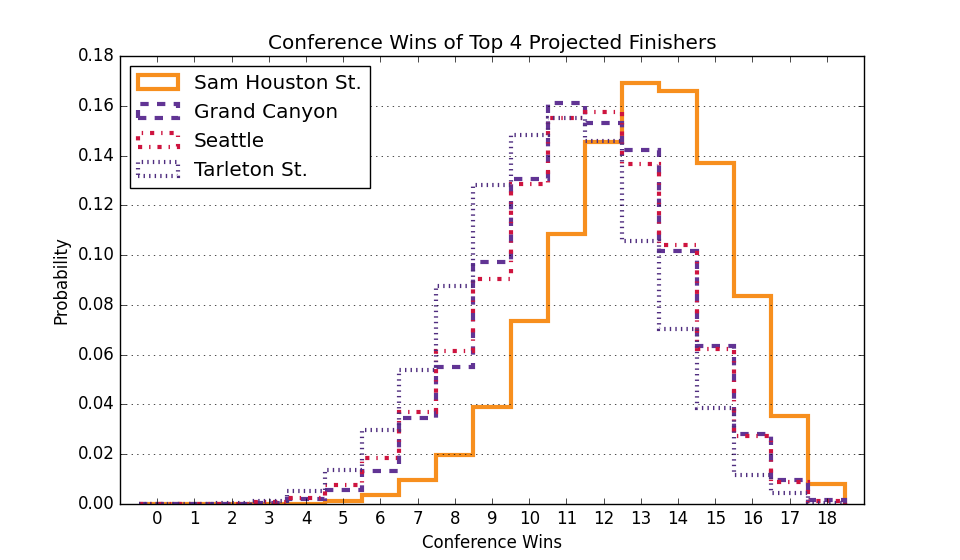 Conference Wins of Top 4 Projected Finishers
0.18
0.16
0.14
0.12
0.10
0.08
0.06
0.04
0.02
0.00
Probability
Sam Houston St.
Grand Canyon
Seattle
Tarleton St.
0 1 2 3 4 5 6 7 8 9 10 11 12 13 14 15 16 17 18
Conference Wins